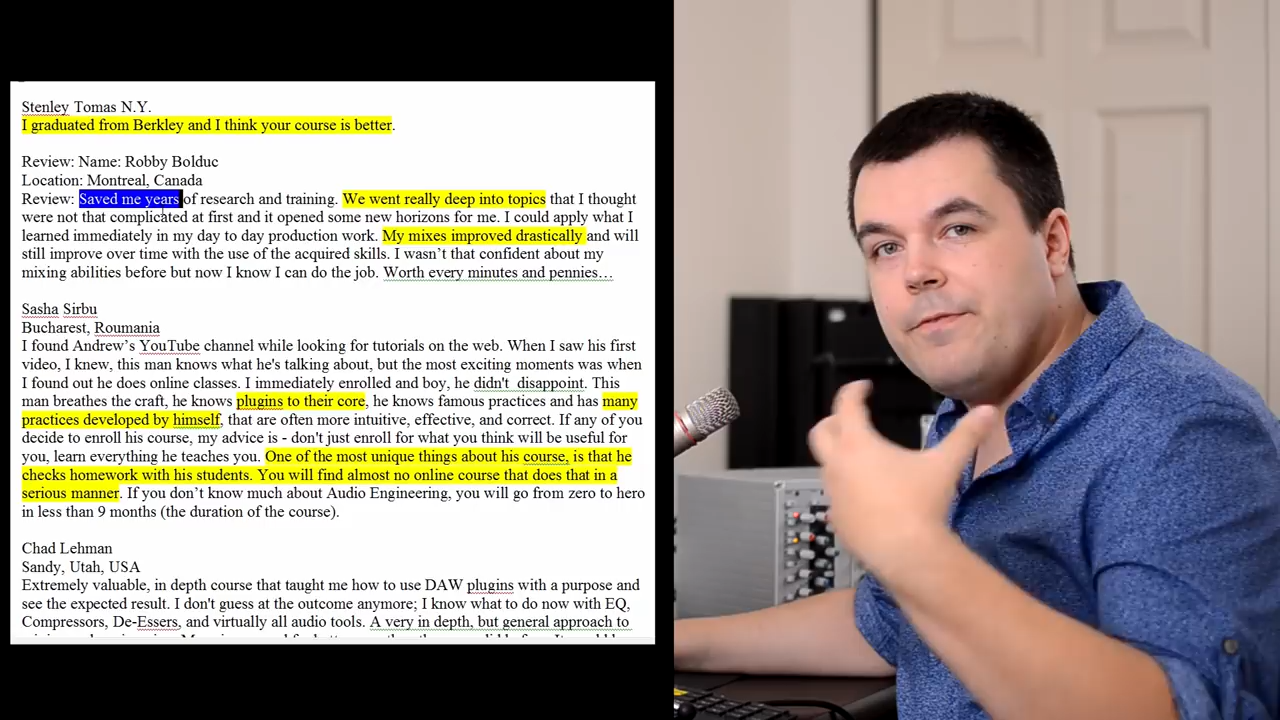 Stenley Tomas N.Y.
I graduated from Berkley and I think your course is better.
Review: Name: Robby Bolduc
Location: Montreal, Canada
Review: Saved me years of research and training. We went really deep into topics that I thought
were not that complicated at first and it opened some new horizons for me. I could apply what I
learned immediately in my day to day production work. My mixes improved drastically and will
still improve over time with the use of the acquired skills. I wasn’t that confident about my
mixing abilities before but now I know I can do the job. Worth every minutes and pennies…
Sasha Sirbu
Bucharest, Roumania
I found Andrew’s YouTube channel while looking for tutorials on the web. When I saw his first
video, I knew, this man knows what he's talking about, but the most exciting moments was when
I found out he does online classes. I immediately enrolled and boy, he didn't  disappoint. This
man breathes the craft, he knows plugins to their core, he knows famous practices and has many
practices developed by himself, that are often more intuitive, effective, and correct. If any of you
decide to enroll his course, my advice is - don't just enroll for what you think will be useful for
you, learn everything he teaches you. One of the most unique things about his course, is that he
checks homework with his students. You will find almost no online course that does that in a
serious manner. If you don’t know much about Audio Engineering, you will go from zero to hero
in less than 9 months (the duration of the course).
Chad Lehman
Sandy, Utah, USA
Extremely valuable, in depth course that taught me how to use DAW plugins with a purpose and
see the expected result. I don't guess at the outcome anymore; I know what to do now with EQ,
Compressors, De-Essers, and virtually all audio tools. A very in depth, but general approach to